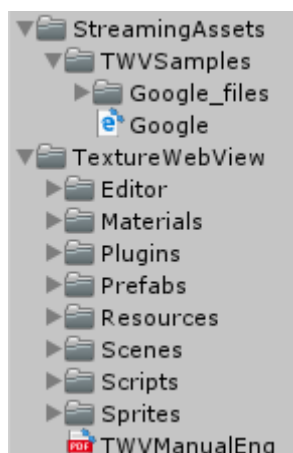 StreamingAssets
TWVSamples
Google_files
Google
TextureWebView
Editor
Materials
Plugins
Prefabs
Resources
Scenes
Scripts
Sprites
TWVManualEng